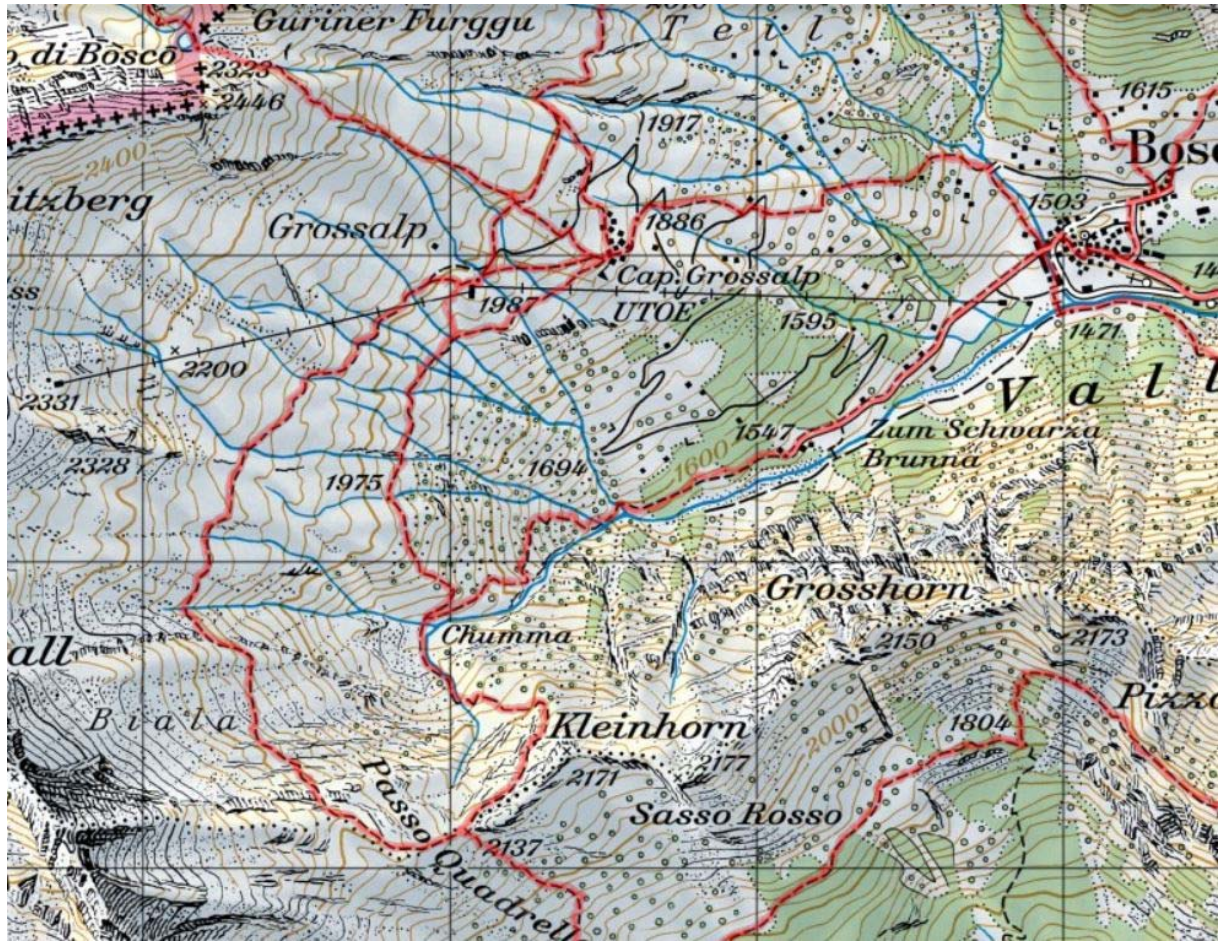 Guriner Furggu
Teil
o di Bosco
2323
2446
1615
2400
1917
Bosc
itzberg
Grossalp
1886
1503
ss
Cap. Grossalp
UTOE
1987
1595
1471
2200
Vall
2331
1547
Zum Schwarza
Brunna
2328
1600
1694
1975
Grosshorn
Chumma
2150
2173
all
Pizzo
Biala
Kleinhorn
1804
2000
2171
2177
Passo
Quadrell
Sasso Rosso
2137